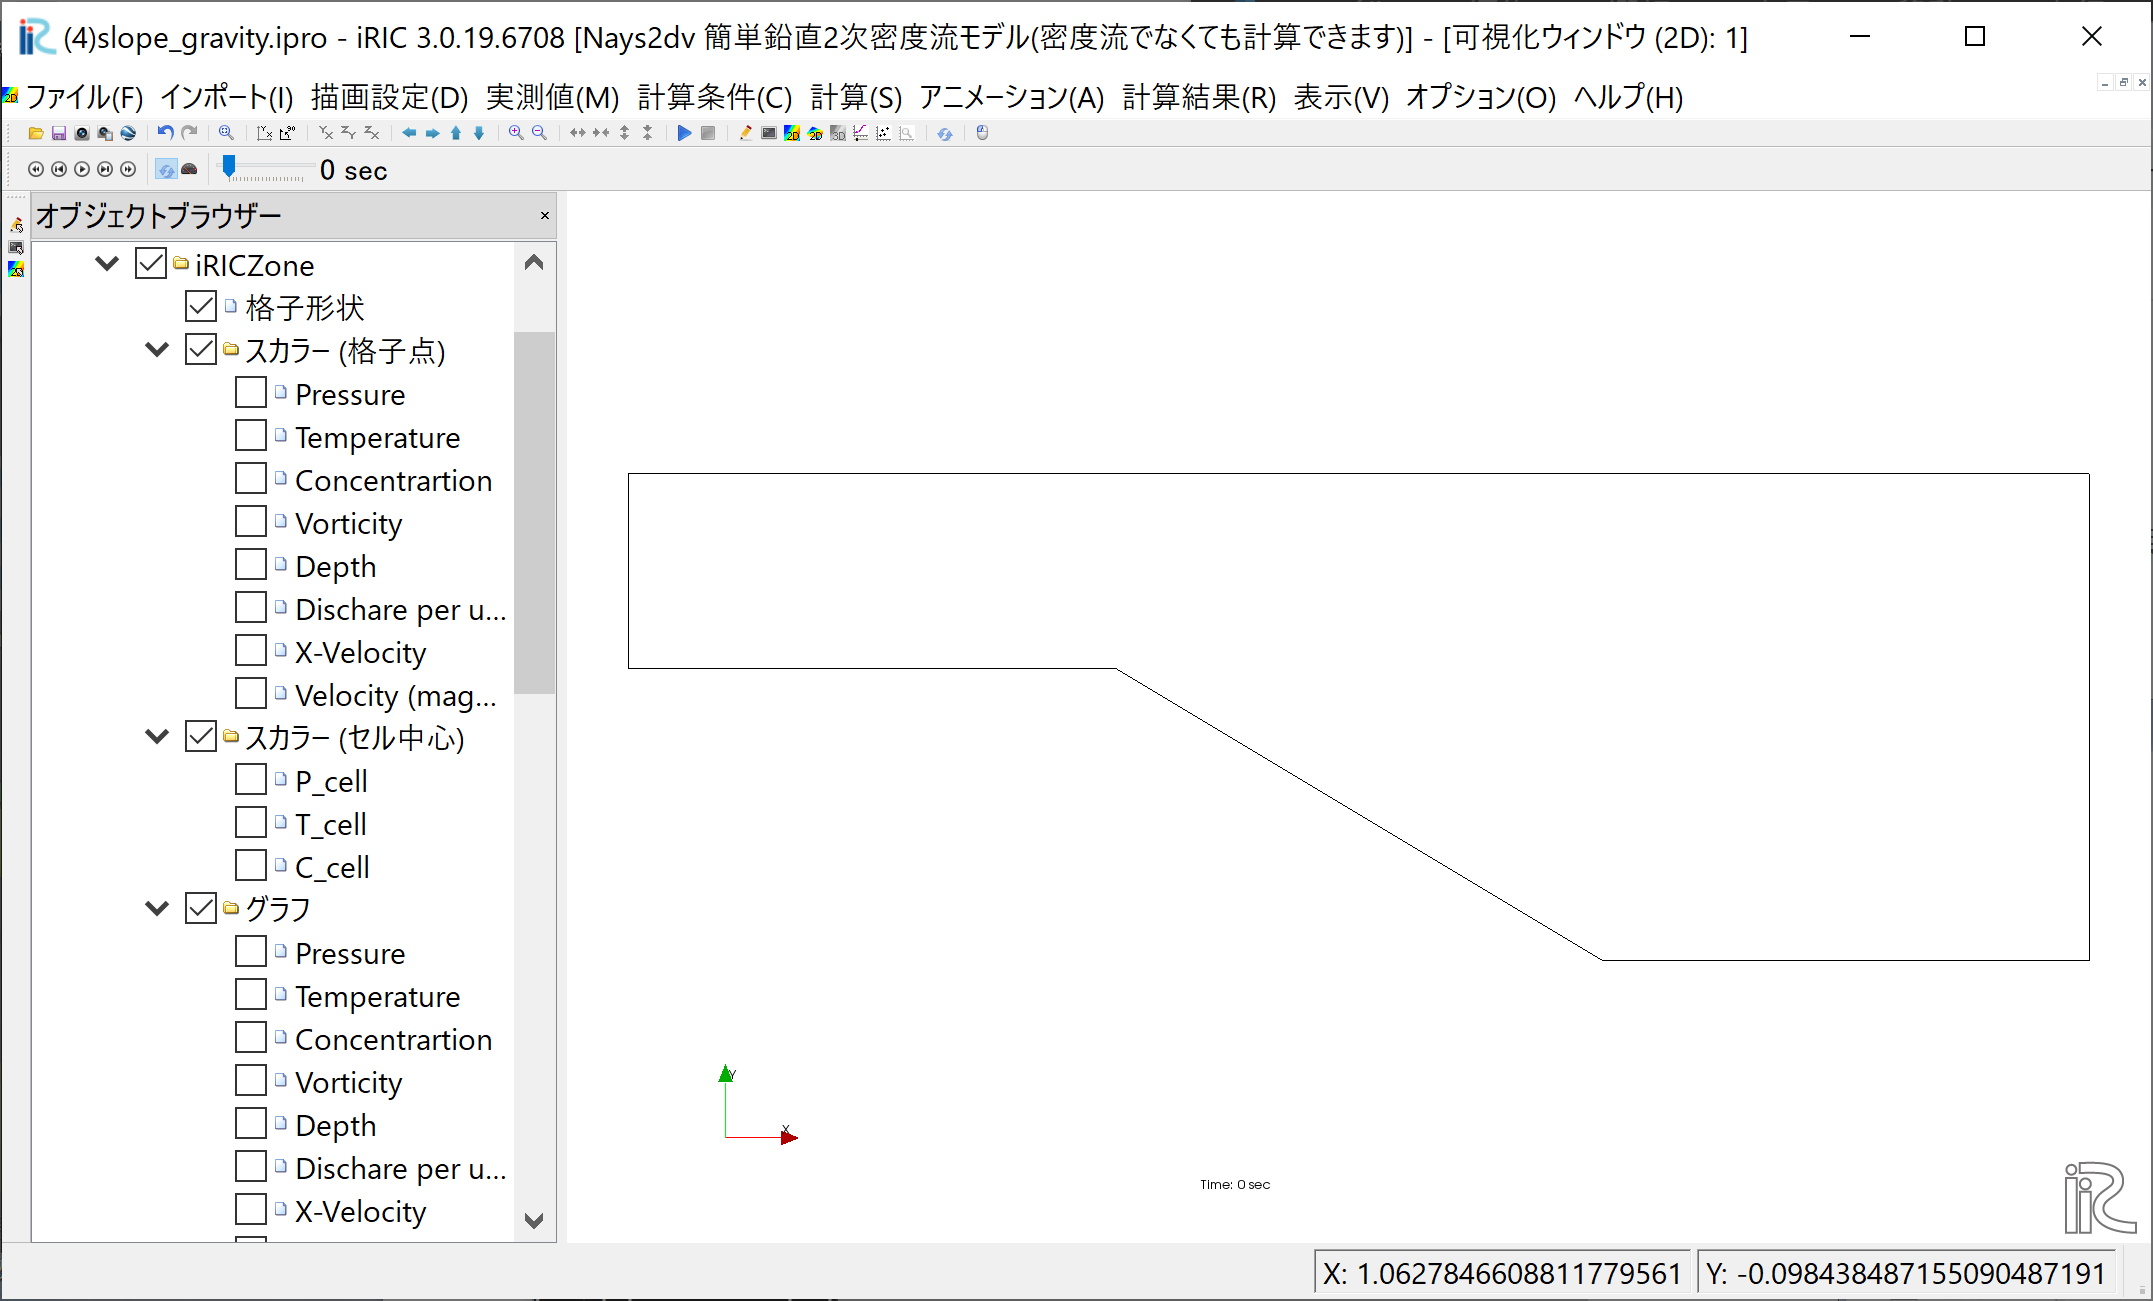 (4)slope_gravity.ipro - iRIC 3.0.19.6708 [Nays2dv 簡単鉛直2次密度流モデル(密度流でなくても計算できます)] - [可視化ウィンドウ (2D): 1]
ファイル(F) インポート(I) 描画設定(D) 実測値(M) 計算条件(C) 計算(S) アニメーション(A) 計算結果(R) 表示(V) オプション(O) ヘルプ(H)
0 sec
オブジェクトブラウザー
iRICZone
格子形状
スカラー (格子点)
Pressure
Temperature
Concentrartion
Vorticity
Depth
Dischare per u...
X-Velocity
Velocity (mag...
スカラー (セル中心)
P_cell
T_cell
C_cell
グラフ
Pressure
Temperature
Concentrartion
Vorticity
Depth
Dischare per u...
X-Velocity
Y
X
Time: 0 sec
iRIC
X: 1.0627846608811779561
Y: -0.098438487155090487191